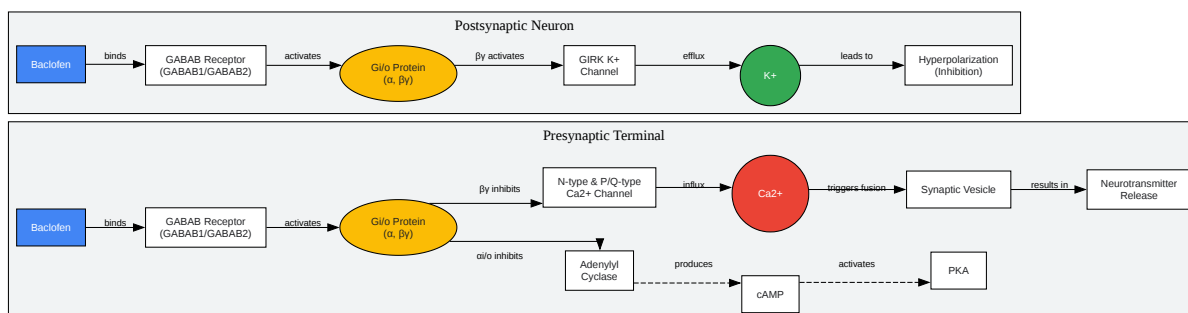 Postsynaptic Neuron
Baclofen
binds
GABAB Receptor
(GABAB1/GABAB2)
activates
Gi/o Protein
(α, βγ)
βγ activates
GIRK K+
Channel
efflux
K+
leads to
Hyperpolarization
(Inhibition)
Presynaptic Terminal
Baclofen
binds
GABAB Receptor
(GABAB1/GABAB2)
activates
Gi/o Protein
(α, βγ)
βγ inhibits
N-type & P/Q-type
Ca2+ Channel
influx
Ca2+
triggers fusion
Synaptic Vesicle
results in
Neurotransmitter
Release
αi/o inhibits
Adenylyl
Cyclase
produces
cAMP
activates
PKA